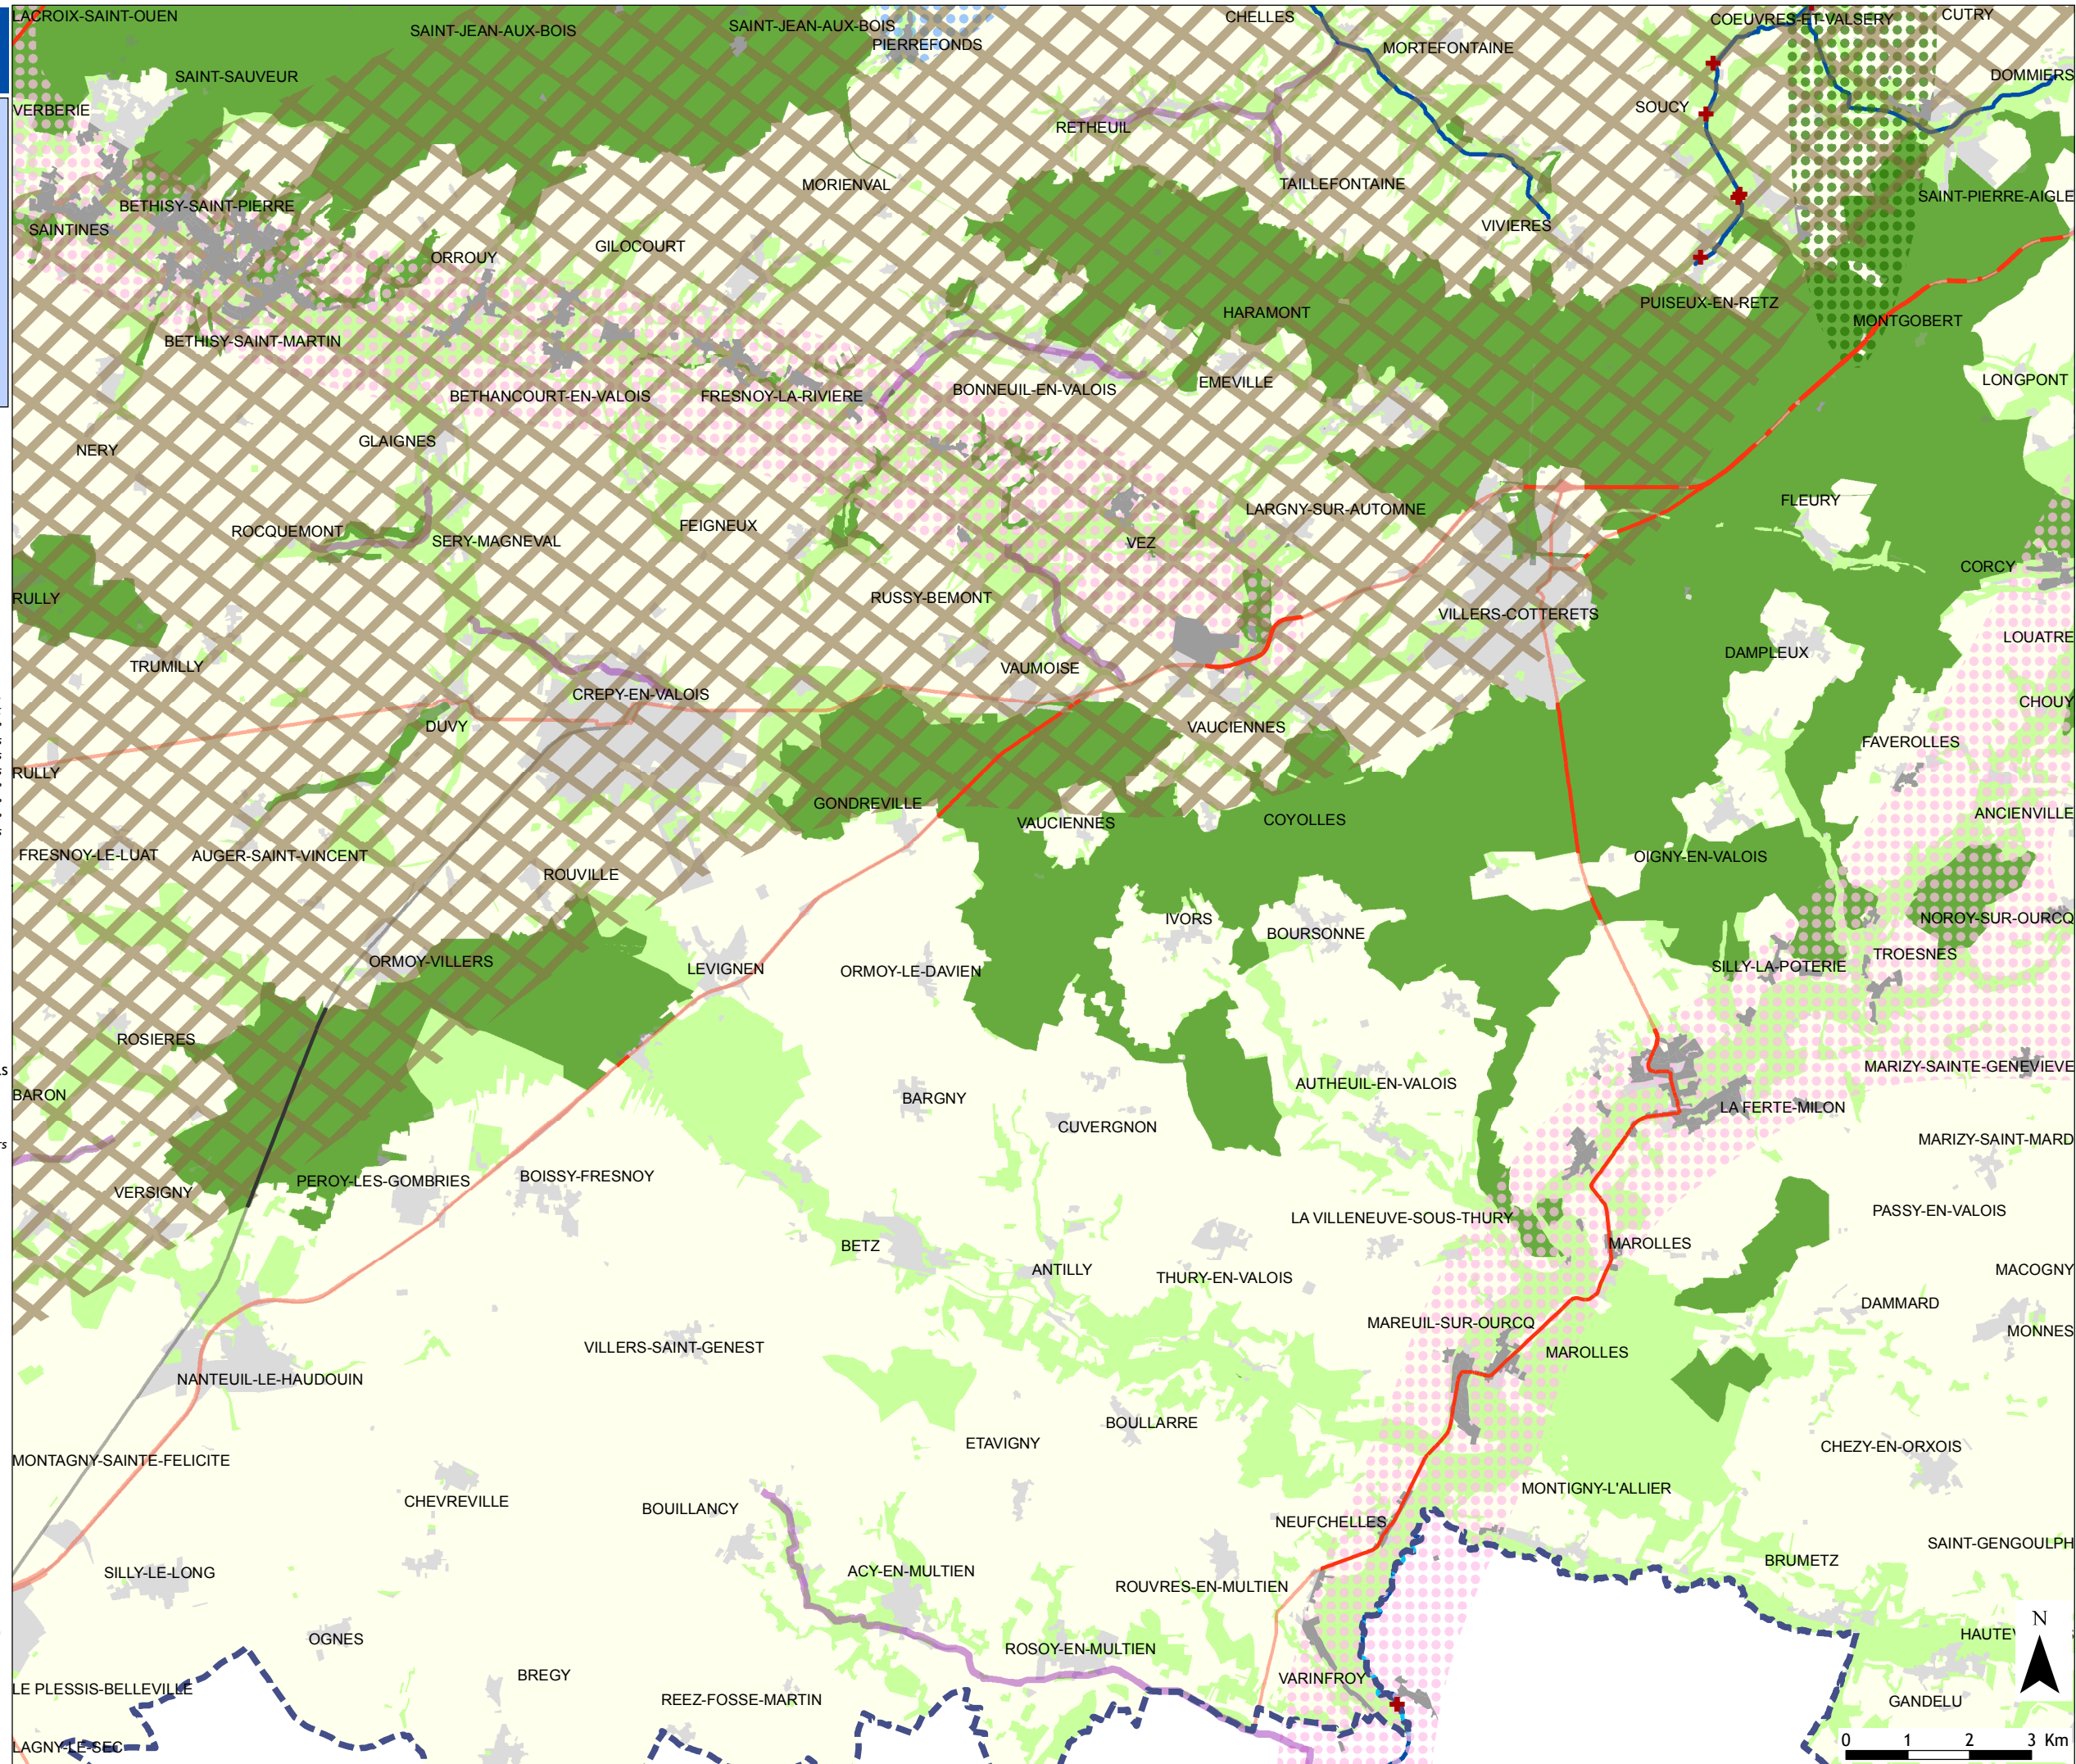 LACROIX-SAINT-OUEN
SAINT-JEAN-AUX-BOIS
SAINT-JEAN-AUX-BOIS
PIERREFONDS
CHELLES
MORTEFONTAINE
COEUVRES-ET-VALSERY
CUTRY
SAINT-SAUVEUR
DOMMIERS
VERBERIE
SOUCY
RETHEUIL
MORIENVAL
TAILLEFONTAINE
SAINT-PIERRE-AIGLE
BETHISY-SAINT-PIERRE
SAINTINES
VIVIERES
GILOCOURT
ORROUY
PUISEUX-EN-RETZ
HARAMONT
MONTGOBERT
BETHISY-SAINT-MARTIN
LONGPONT
EMEVILLE
BONNEUIL-EN-VALOIS
BETHANCOURT-EN-VALOIS
FRESNOY-LA-RIVIERE
GLAIGNES
NERY
FLEURY
LARGNY-SUR-AUTOMNE
FEIGNEUX
ROCQUEMONT
SERY-MAGNEVAL
VEZ
CORCY
RULLY
RUSSY-BEMONT
VILLERS-COTTERETS
LOUATRE
DAMPLEUX
TRUMILLY
VAUMOISE
CREPY-EN-VALOIS
CHOUY
DUVY
VAUCIENNES
FAVEROLLES
RULLY
GONDREVILLE
ANCIENVILLE
VAUCIENNES
COYOLLES
FRESNOY-LE-LUAT
AUGER-SAINT-VINCENT
OIGNY-EN-VALOIS
ROUVILLE
IVORS
NOROY-SUR-OURCQ
BOURSONNE
TROESNES
ORMOY-VILLERS
LEVIGNEN
ORMOY-LE-DAVIEN
SILLY-LA-POTERIE
ROSIERES
MARIZY-SAINTE-GENEVIEVE
AUTHEUIL-EN-VALOIS
BARON
BARGNY
LA FERTE-MILON
CUVERGNON
MARIZY-SAINT-MARD
PEROY-LES-GOMBRIES
BOISSY-FRESNOY
VERSIGNY
PASSY-EN-VALOIS
LA VILLENEUVE-SOUS-THURY
BETZ
MAROLLES
ANTILLY
THURY-EN-VALOIS
MACOGNY
DAMMARD
MAREUIL-SUR-OURCQ
MONNES
VILLERS-SAINT-GENEST
MAROLLES
NANTEUIL-LE-HAUDOUIN
BOULLARRE
ETAVIGNY
CHEZY-EN-ORXOIS
MONTAGNY-SAINTE-FELICITE
MONTIGNY-L'ALLIER
CHEVREVILLE
BOUILLANCY
NEUFCHELLES
SAINT-GENGOULPH
BRUMETZ
SILLY-LE-LONG
ACY-EN-MULTIEN
ROUVRES-EN-MULTIEN
N
OGNES
HAUTEV
ROSOY-EN-MULTIEN
BREGY
VARINFROY
LE PLESSIS-BELLEVILLE
REEZ-FOSSE-MARTIN
GANDELU
LAGNY-LE-SEC
0 1 2 3 Km